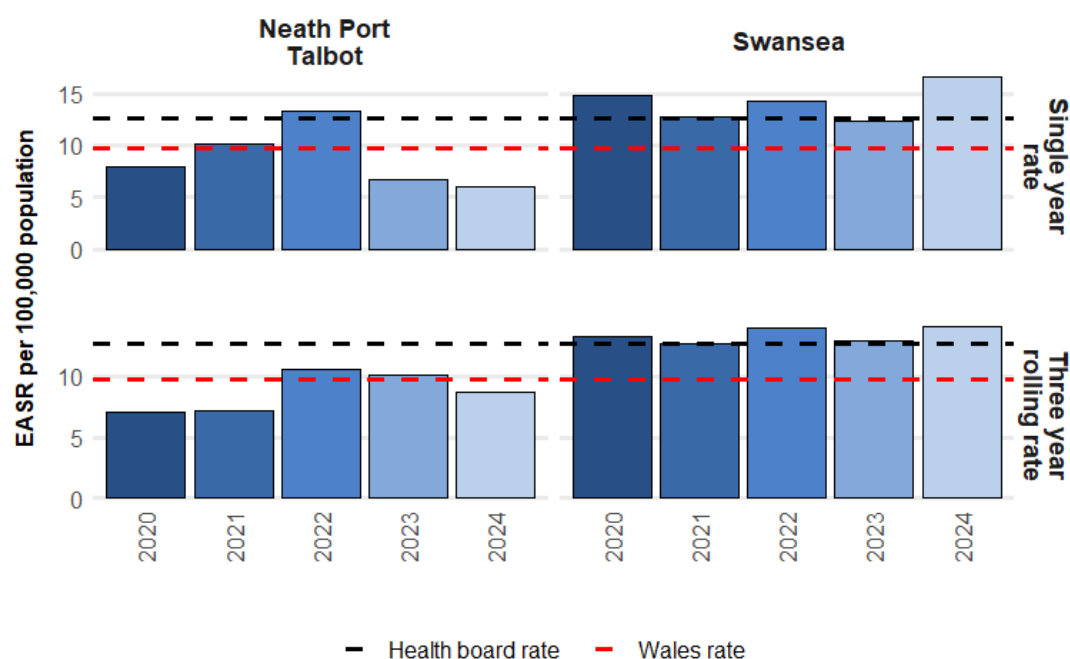 Neath Port
Talbot
Swansea
EASR per 100,000 population
15
10
5
0
Single year
rate
10
5
0
Three year
rolling rate
2020
2021
2022
2023
2024
2020
2021
2022
2023
2024
Health board rate
Wales rate